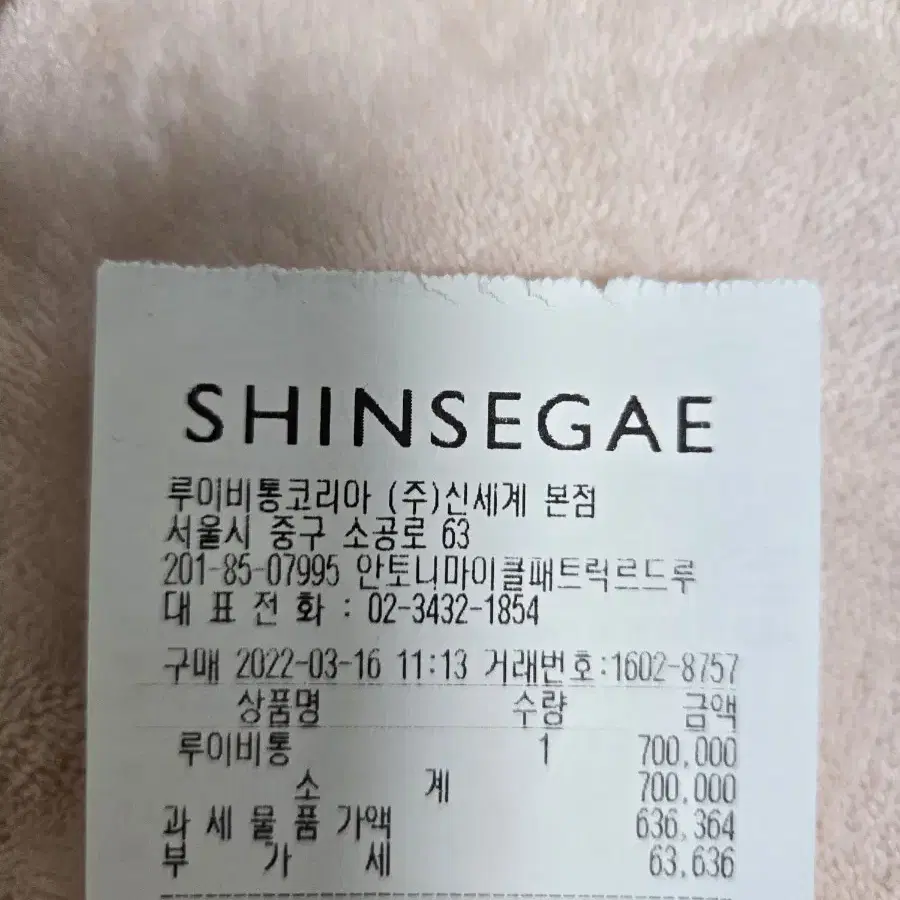 SHINSEGAE
루이비통코리아 (주)신세계 본점
서울시 중구 소공로 63
201-85-07995 안토니마이클패트릭르드루
대 표 전 화 : 02-3432-1854
구매 2022-03-16 11:13 거래번호:1602-8757
상품명 수량 금액
루이비통 1 700,000
소 계 700,000
과 세 물 품 가액 636,364
부 가 세 63,636